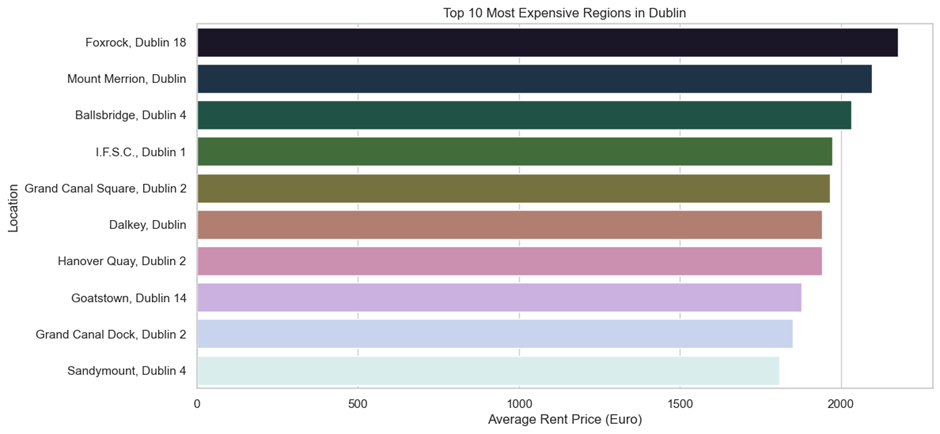 Top 10 Most Expensive Regions in Dublin
Location
Foxrock, Dublin 18
Mount Merrion, Dublin
Ballsbridge, Dublin 4
I.F.S.C., Dublin 1
Grand Canal Square, Dublin 2
Dalkey, Dublin
Hanover Quay, Dublin 2
Goatstown, Dublin 14
Grand Canal Dock, Dublin 2
Sandymount, Dublin 4
0 500 1000 1500 2000
Average Rent Price (Euro)